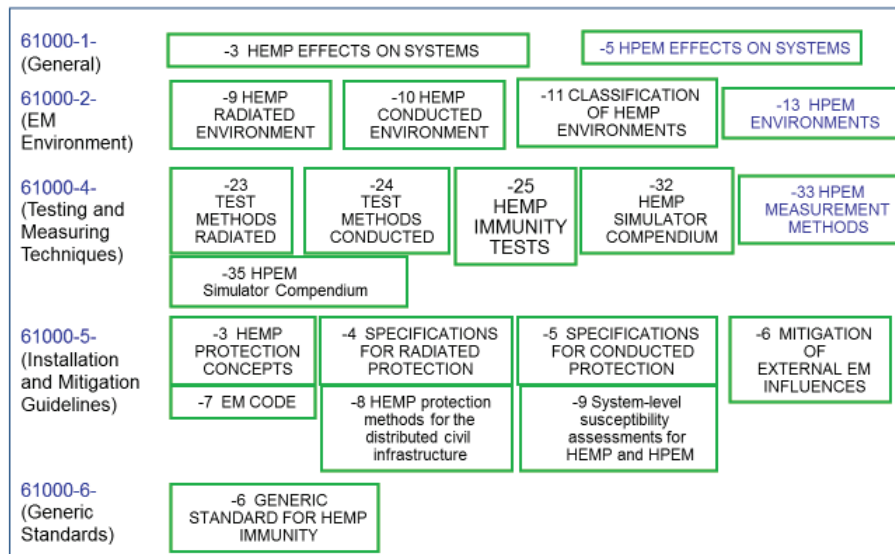 61000-1-
(General)
-3 HEMP EFFECTS ON SYSTEMS
-5 HPEM EFFECTS ON SYSTEMS
61000-2-
(EM
Environment)
-9 HEMP
RADIATED
ENVIRONMENT
-10 HEMP
CONDUCTED
ENVIRONMENT
-11 CLASSIFICATION
OF HEMP
ENVIRONMENTS
-13 HPEM
ENVIRONMENTS
61000-4-
(Testing and
Measuring
Techniques)
-23
TEST
METHODS
RADIATED
-24
TEST
METHODS
CONDUCTED
-25
HEMP
IMMUNITY
TESTS
-32
HEMP
SIMULATOR
COMPENDIUM
-33 HPEM
MEASUREMENT
METHODS
-35 HPEM
Simulator Compendium
61000-5-
(Installation
and Mitigation
Guidelines)
-3 HEMP
PROTECTION
CONCEPTS
-4 SPECIFICATIONS
FOR RADIATED
PROTECTION
-5 SPECIFICATIONS
FOR CONDUCTED
PROTECTION
-6 MITIGATION
OF
EXTERNAL EM
INFLUENCES
-7 EM CODE
-8 HEMP protection
methods for the
distributed civil
infrastructure
-9 System-level
susceptibility
assessments for
HEMP and HPEM
61000-6-
(Generic
Standards)
-6 GENERIC
STANDARD FOR HEMP
IMMUNITY